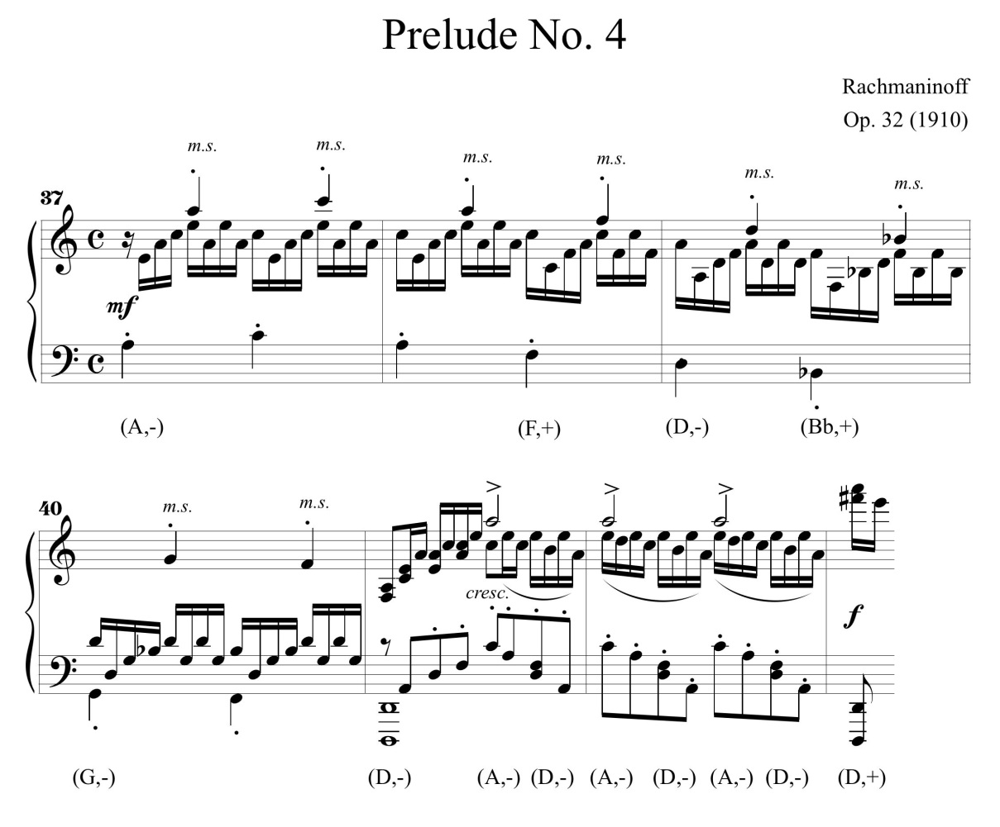 Prelude No. 4
Rachmaninoff
Op. 32 (1910)
m.s. m.s. m.s. m.s. m.s. m.s.
37
mf
(A,-) (F,+) (D,-) (Bb,+)
40
m.s. m.s.
cresc.
f
(G,-) (D,-) (A,-) (D,-) (A,-) (D,-) (A,-) (D,-) (D,+)